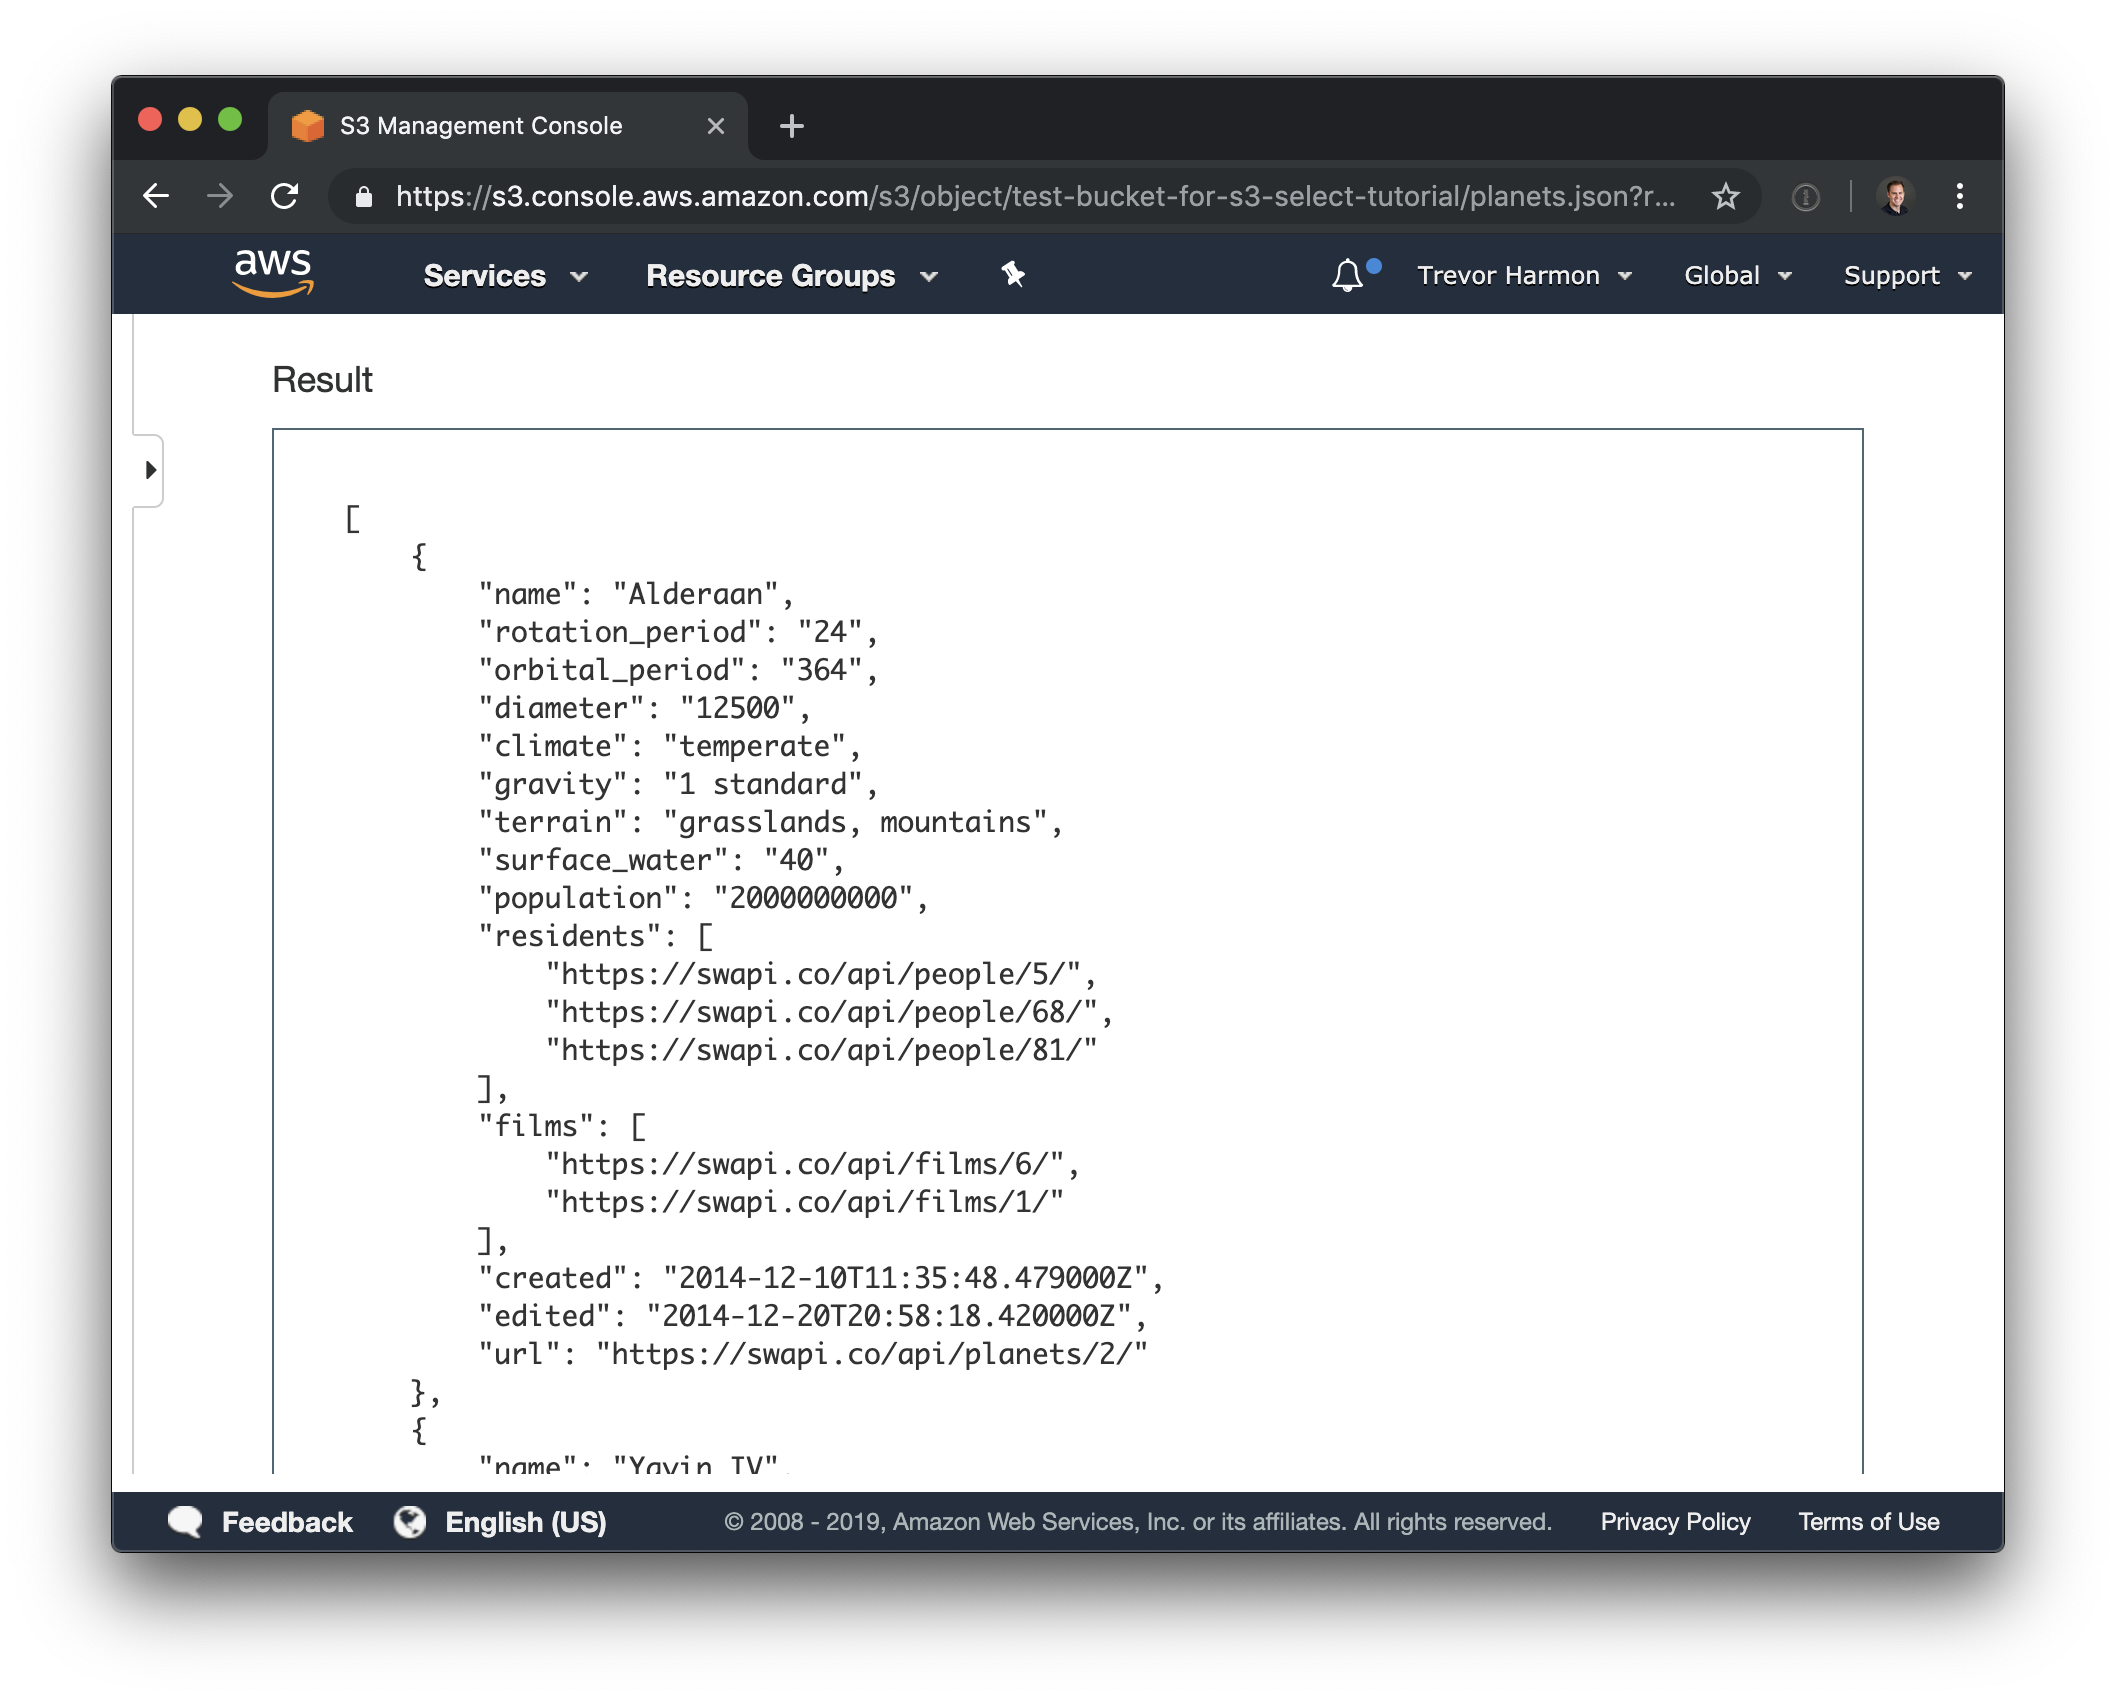 S3 Management Console
https://s3.console.aws.amazon.com/s3/object/test-bucket-for-s3-select-tutorial/planets.json?r...
aws Services Resource Groups Trevor Harmon Global Support
Result
[
    {
        "name": "Alderaan",
        "rotation_period": "24",
        "orbital_period": "364",
        "diameter": "12500",
        "climate": "temperate",
        "gravity": "1 standard",
        "terrain": "grasslands, mountains",
        "surface_water": "40",
        "population": "2000000000",
        "residents": [
            "https://swapi.co/api/people/5/",
            "https://swapi.co/api/people/68/",
            "https://swapi.co/api/people/81/"
        ],
        "films": [
            "https://swapi.co/api/films/6/",
            "https://swapi.co/api/films/1/"
        ],
        "created": "2014-12-10T11:35:48.479000Z",
        "edited": "2014-12-20T20:58:18.420000Z",
        "url": "https://swapi.co/api/planets/2/"
    },
    {
        "name": "Yavin IV",
Feedback English (US) © 2008 - 2019, Amazon Web Services, Inc. or its affiliates. All rights reserved. Privacy Policy Terms of Use